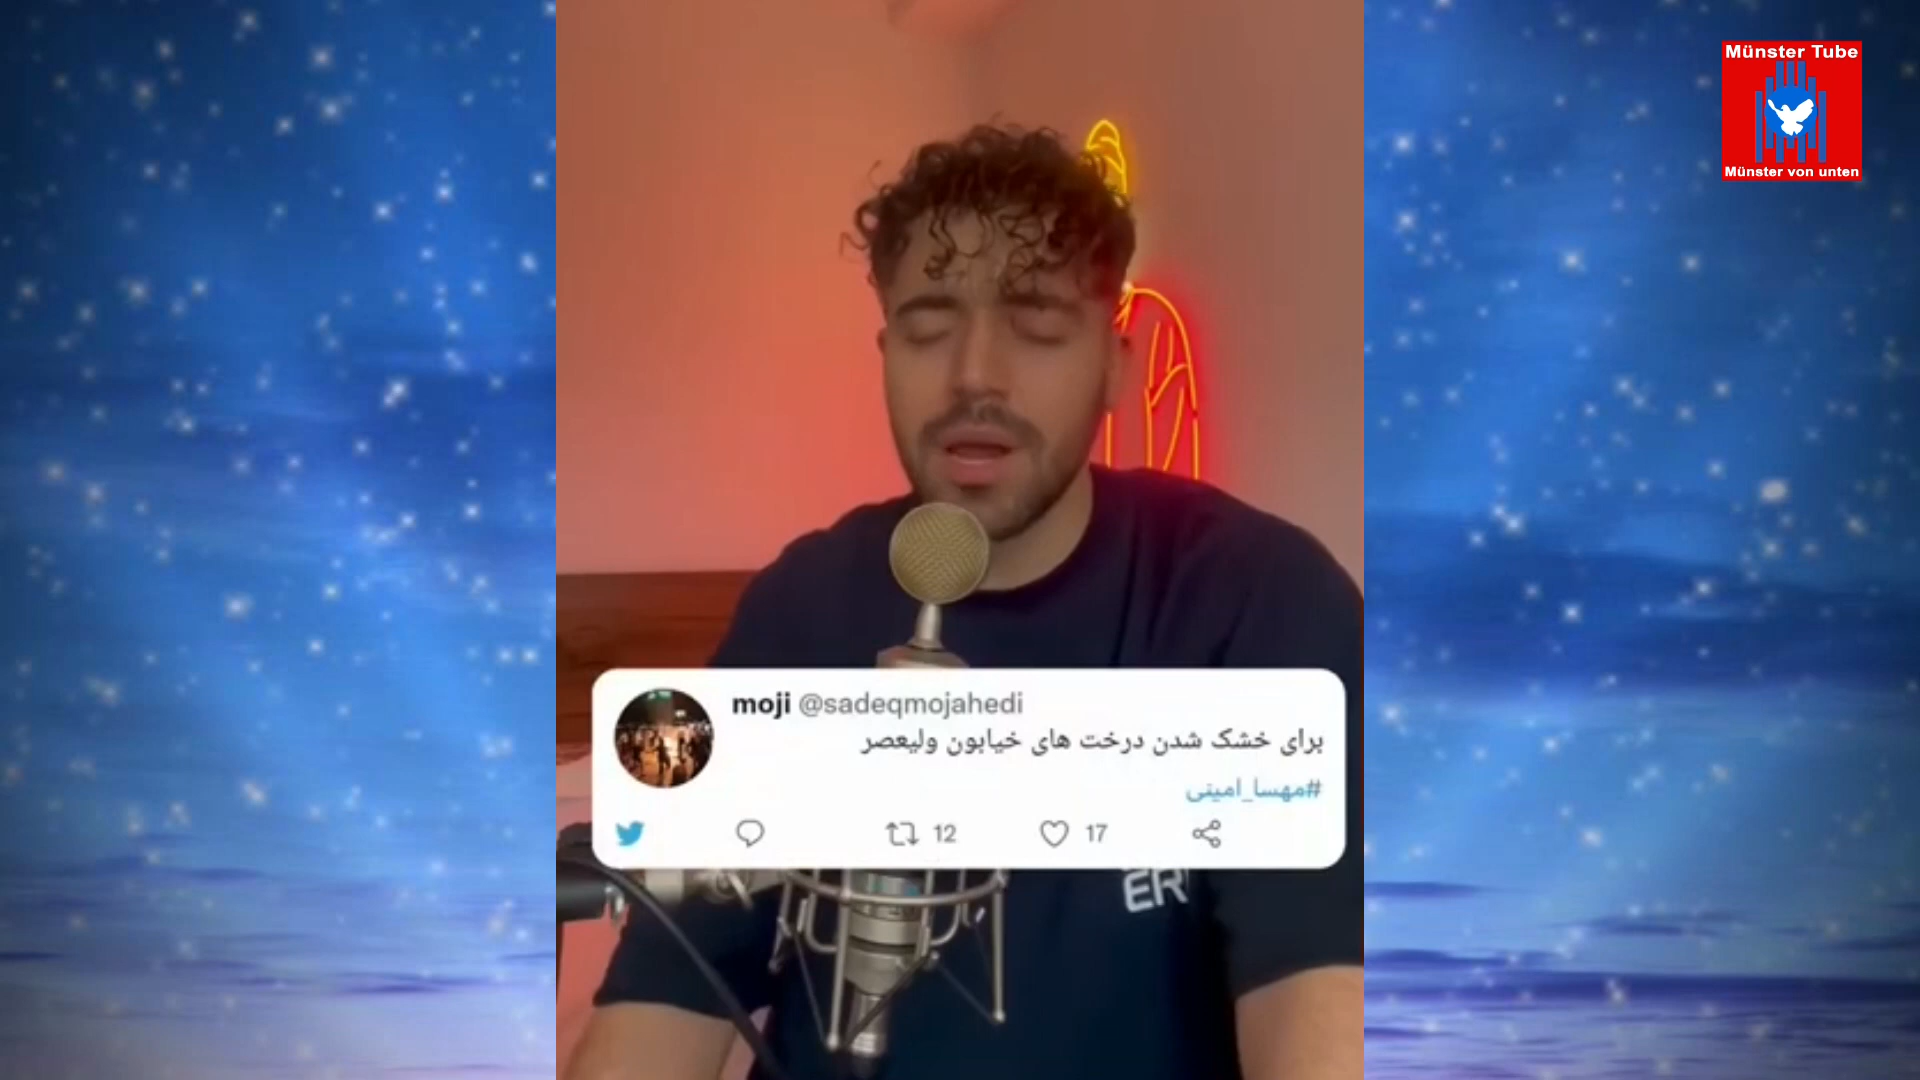 Münster Tube
Münster von unten
moji @sadeqmojahedi
برای خشک شدن درخت های خیابون ولیعصر
#مهسا_امینی
12
17
ER